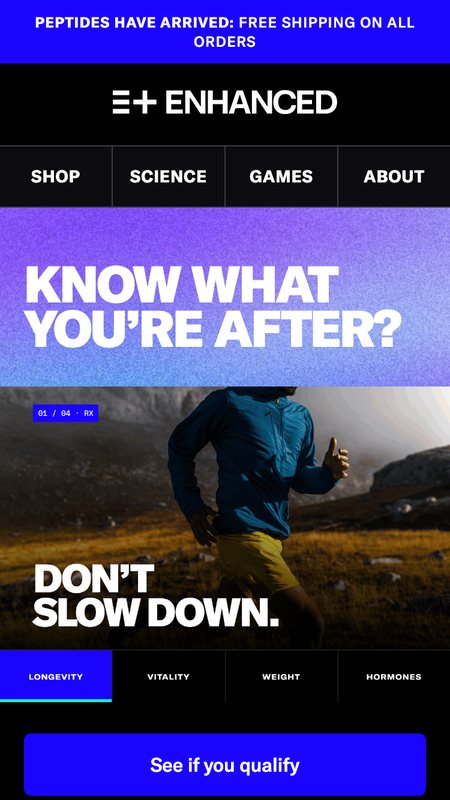 PEPTIDES HAVE ARRIVED: FREE SHIPPING ON ALL
ORDERS
ENHANCED
SHOP
SCIENCE
GAMES
ABOUT
KNOW WHAT
YOU’RE AFTER?
01 / 04 · RX
DON’T
SLOW DOWN.
LONGEVITY
VITALITY
WEIGHT
HORMONES
See if you qualify